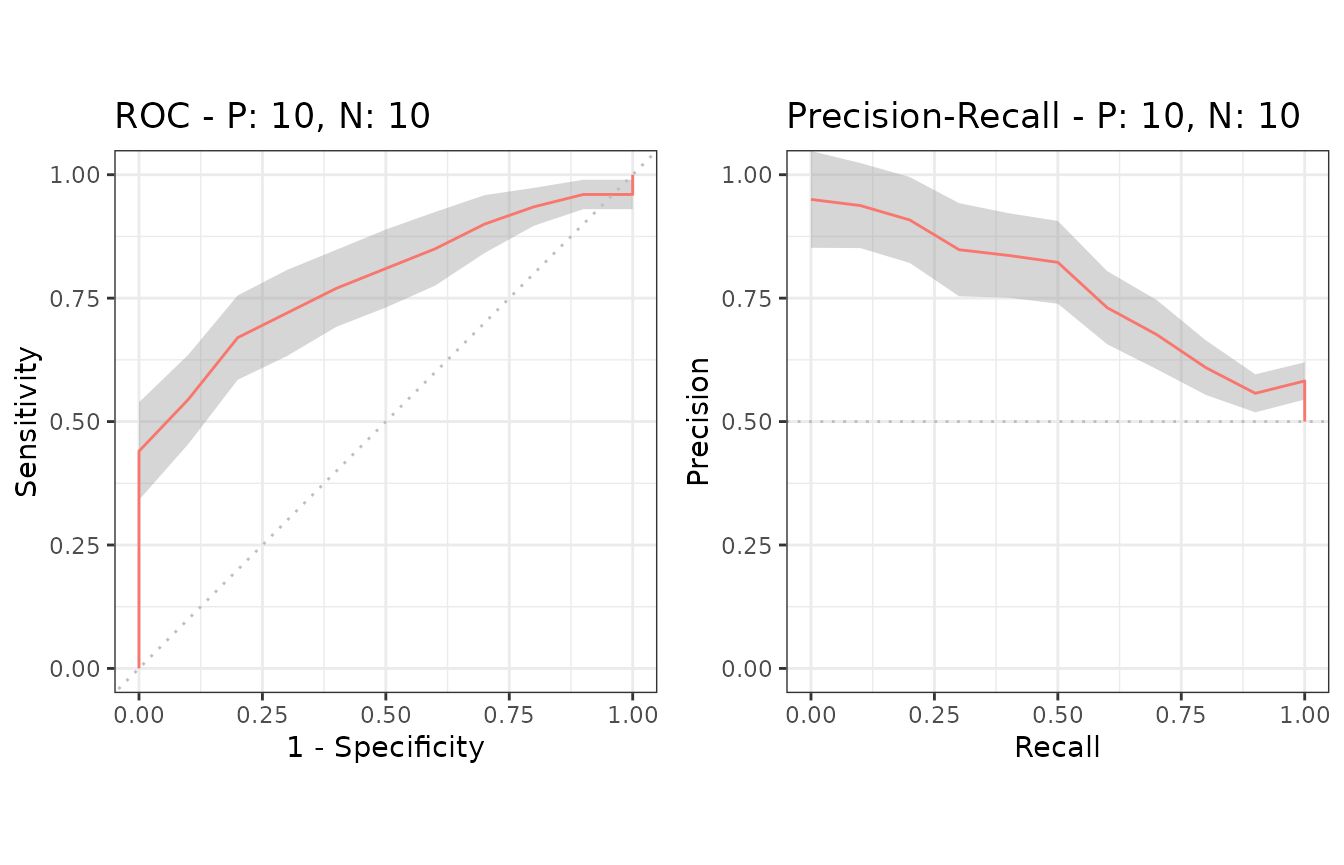 ROC - P: 10, N: 10
1.00
0.75
0.50
0.25
0.00
Sensitivity
0.00 0.25 0.50 0.75 1.00
1 - Specificity
Precision-Recall - P: 10, N: 10
1.00
0.75
0.50
0.25
0.00
Precision
0.00 0.25 0.50 0.75 1.00
Recall